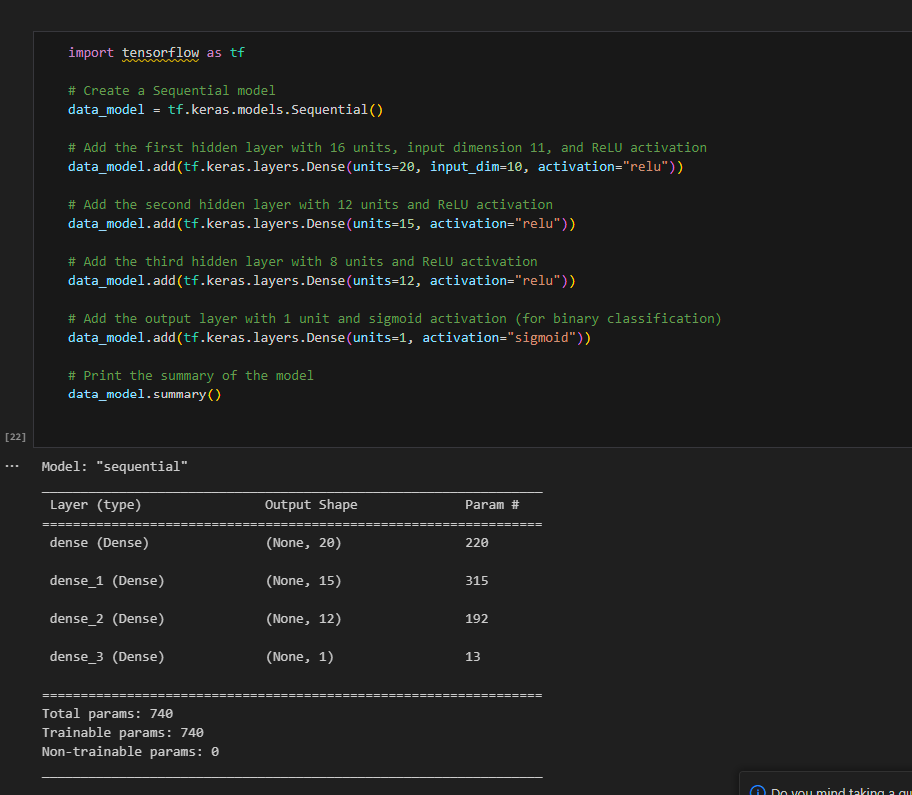 import tensorflow as tf
# Create a Sequential model
data_model = tf.keras.models.Sequential()
# Add the first hidden layer with 16 units, input dimension 11, and ReLU activation
data_model.add(tf.keras.layers.Dense(units=20, input_dim=10, activation="relu"))
# Add the second hidden layer with 12 units and ReLU activation
data_model.add(tf.keras.layers.Dense(units=15, activation="relu"))
# Add the third hidden layer with 8 units and ReLU activation
data_model.add(tf.keras.layers.Dense(units=12, activation="relu"))
# Add the output layer with 1 unit and sigmoid activation (for binary classification)
data_model.add(tf.keras.layers.Dense(units=1, activation="sigmoid"))
# Print the summary of the model
data_model.summary()
[22]
... Model: "sequential"
_________________________________________________________________
Layer (type) Output Shape Param #
=================================================================
dense (Dense) (None, 20) 220
dense_1 (Dense) (None, 15) 315
dense_2 (Dense) (None, 12) 192
dense_3 (Dense) (None, 1) 13
=================================================================
Total params: 740
Trainable params: 740
Non-trainable params: 0
_________________________________________________________________
Do you mind taking a